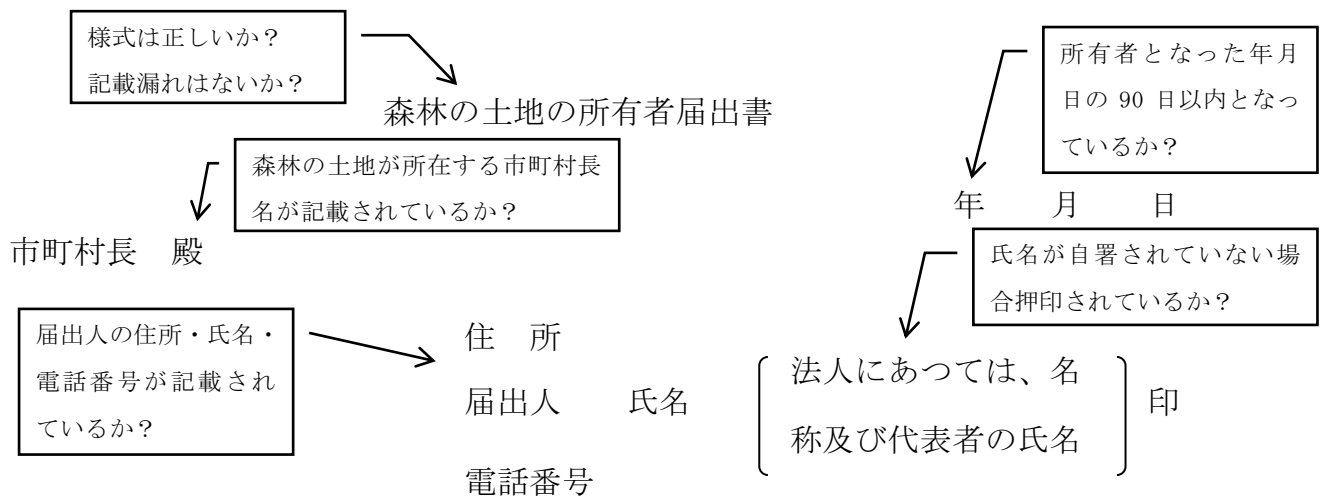 様式は正しいか？
記載漏れはないか？
所有者となった年月
日の 90 日以内となっ
ているか？
森林の土地の所有者届出書
森林の土地が所在する市町村長
名が記載されているか？
年　月　日
市町村長　殿
氏名が自署されていない場
合押印されているか？
届出人の住所・氏名・
電話番号が記載され
ているか？
住　所
届出人　氏名　法人にあつては、名
称及び代表者の氏名　印
電話番号